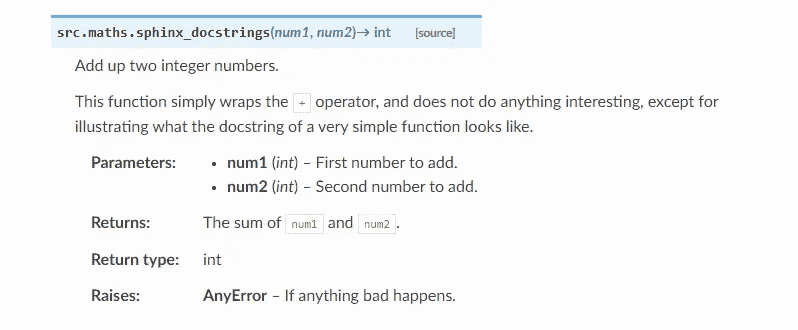 src.maths.sphinx_docstrings(num1, num2)→ int [source]
Add up two integer numbers.
This function simply wraps the + operator, and does not do anything interesting, except for
illustrating what the docstring of a very simple function looks like.
Parameters: • num1 (int) – First number to add.
• num2 (int) – Second number to add.
Returns: The sum of num1 and num2.
Return type: int
Raises: AnyError – If anything bad happens.